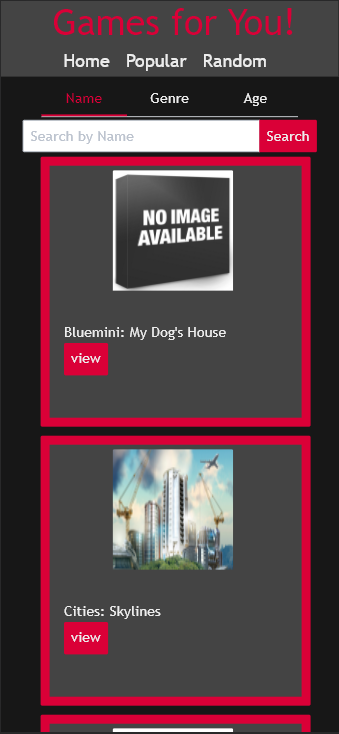 Games for You!
Home Popular Random
Name Genre Age
Search by Name Search
NO IMAGE
AVAILABLE
Bluemini: My Dog's House
view
Cities: Skylines
view